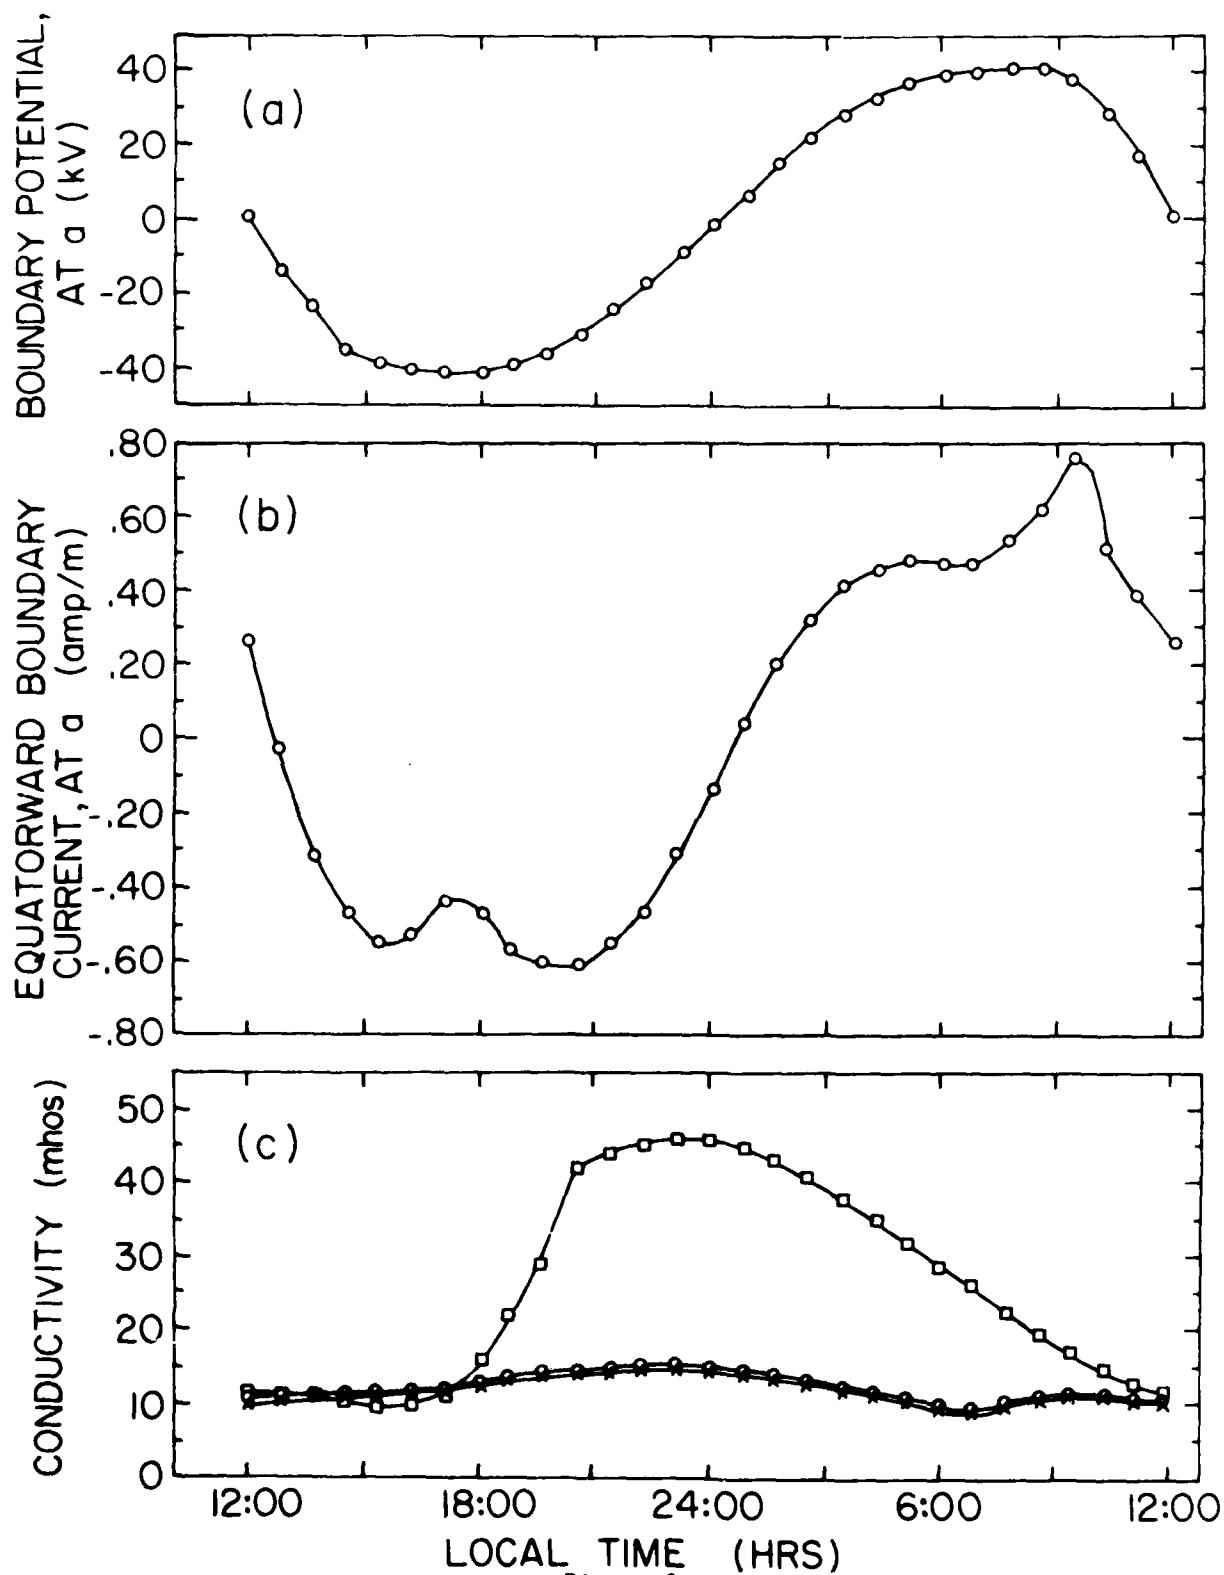 BOUNDARY POTENTIAL,
AT a (kV)
40
20
0
-20
-40
(a)
EQUATORWARD BOUNDARY
CURRENT, AT a (amp/m)
.80
.60
.40
.20
0
-.20
-.40
-.60
-.80
(b)
CONDUCTIVITY (mhos)
50
40
30
20
10
0
(c)
12:00 18:00 24:00 6:00 12:00
LOCAL TIME (HRS)